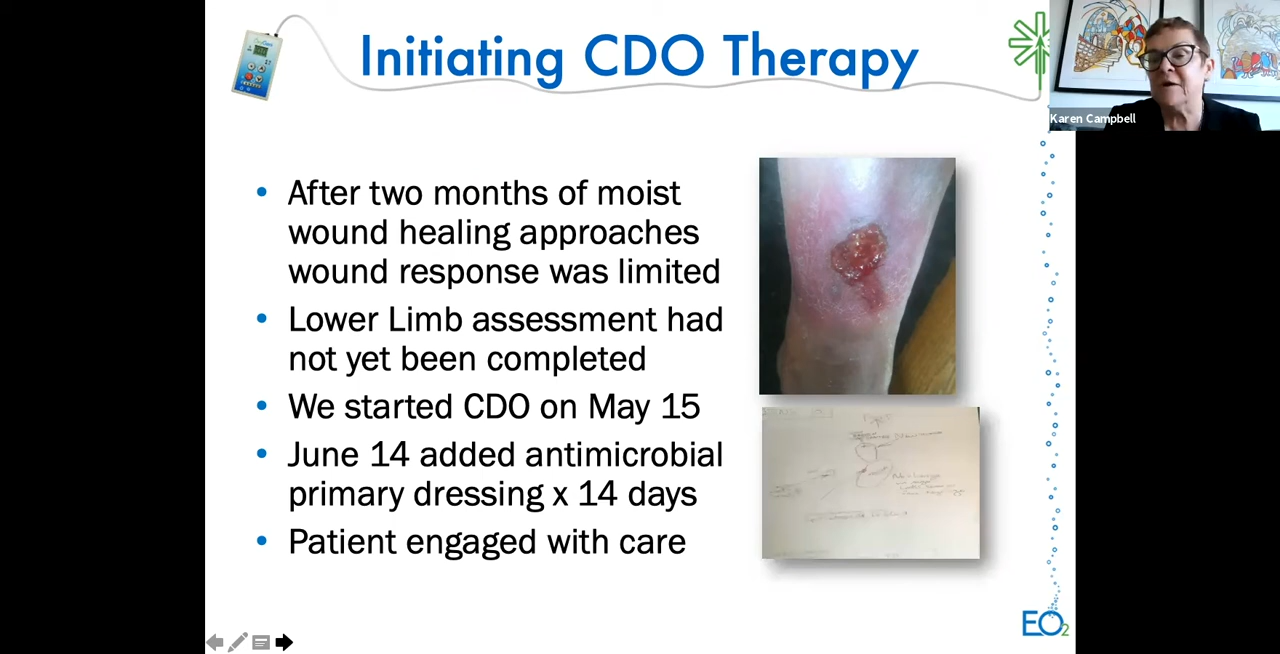 Initiating CDO Therapy
Karen Campbell
• After two months of moist
wound healing approaches
wound response was limited
• Lower Limb assessment had
not yet been completed
• We started CDO on May 15
• June 14 added antimicrobial
primary dressing x 14 days
• Patient engaged with care
EO2